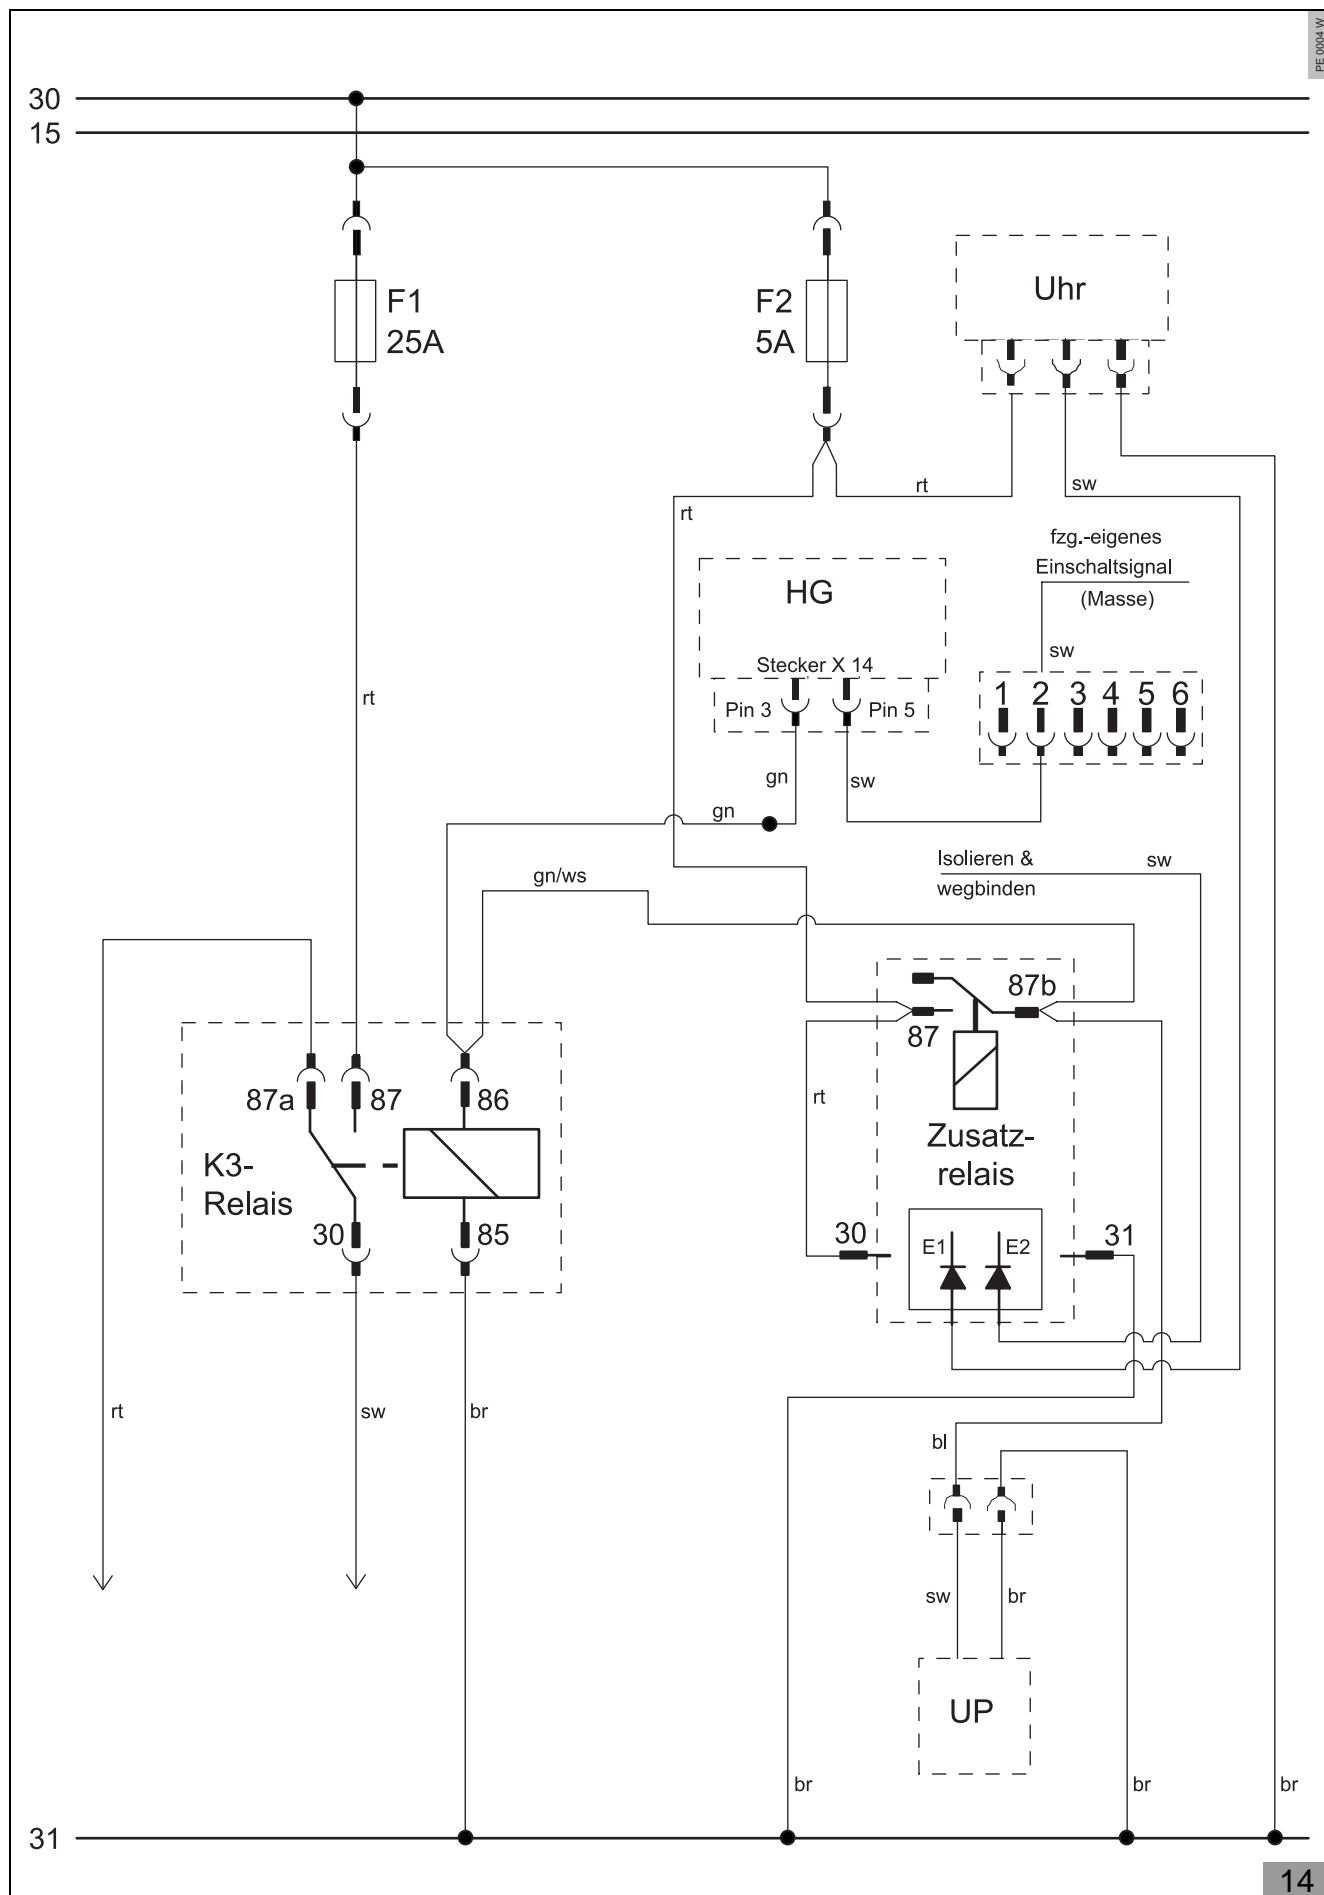 PE 0004 W
30
15
F1
25A
F2
5A
Uhr
rt
sw
rt
fzg.-eigenes
Einschaltsignal
(Masse)
HG
sw
Stecker X 14
Pin 3
Pin 5
1 2 3 4 5 6
rt
gn
sw
gn
Isolieren &
wegbinden
sw
gn/ws
87b
87
87a
87
86
rt
Zusatz-
relais
K3-
Relais
30
85
30
31
E1
E2
rt
sw
br
bl
sw
br
UP
br
br
br
31
14